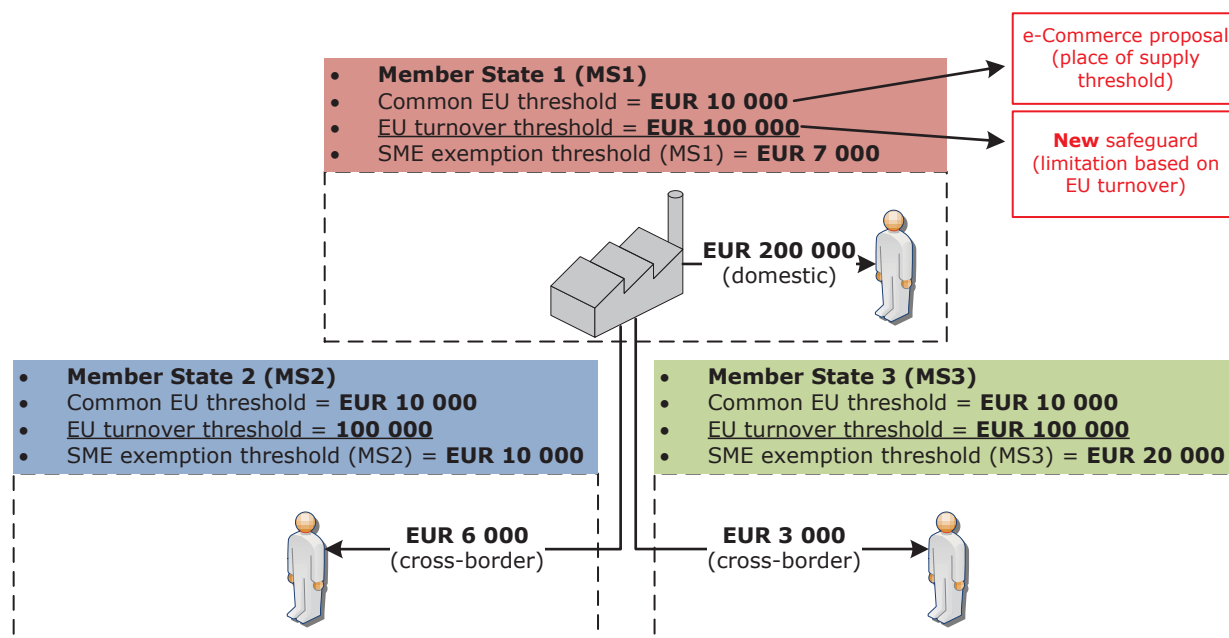 e-Commerce proposal
(place of supply
threshold)
• Member State 1 (MS1)
• Common EU threshold = EUR 10 000
• EU turnover threshold = EUR 100 000
• SME exemption threshold (MS1) = EUR 7 000
New safeguard
(limitation based on
EU turnover)
EUR 200 000
(domestic)
• Member State 2 (MS2)
• Common EU threshold = EUR 10 000
• EU turnover threshold = 100 000
• SME exemption threshold (MS2) = EUR 10 000
• Member State 3 (MS3)
• Common EU threshold = EUR 10 000
• EU turnover threshold = EUR 100 000
• SME exemption threshold (MS3) = EUR 20 000
EUR 6 000
(cross-border)
EUR 3 000
(cross-border)